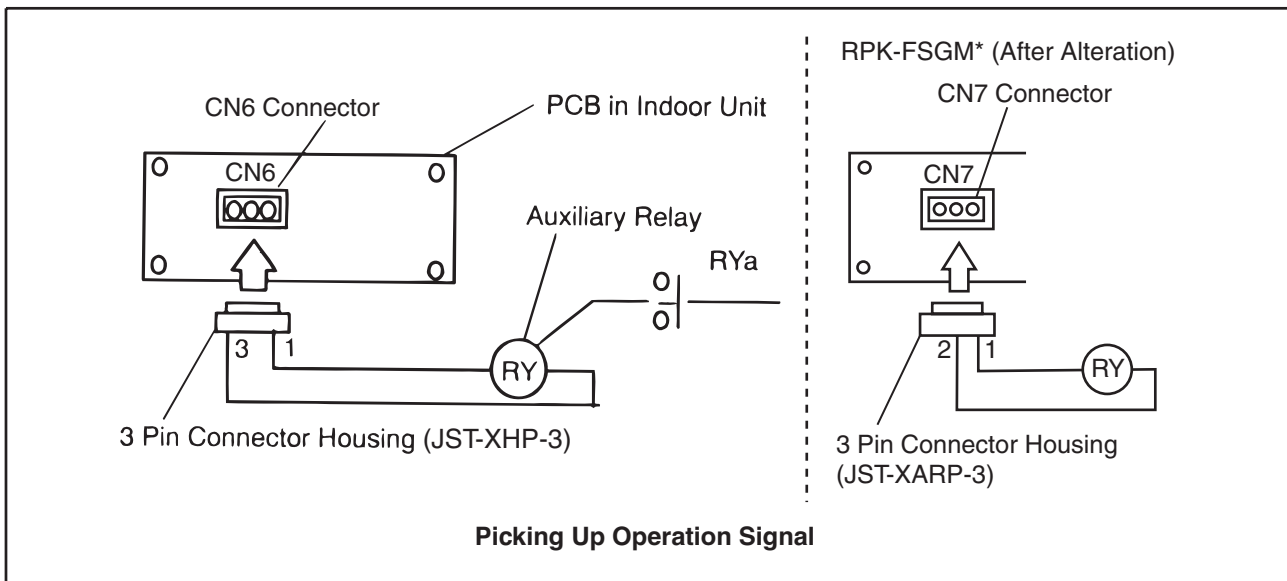 CN6 Connector
PCB in Indoor Unit
CN6
Auxiliary Relay
RYa
3 1
RY
3 Pin Connector Housing (JST-XHP-3)
RPK-FSGM* (After Alteration)
CN7 Connector
CN7
2 1
RY
3 Pin Connector Housing
(JST-XARP-3)
Picking Up Operation Signal